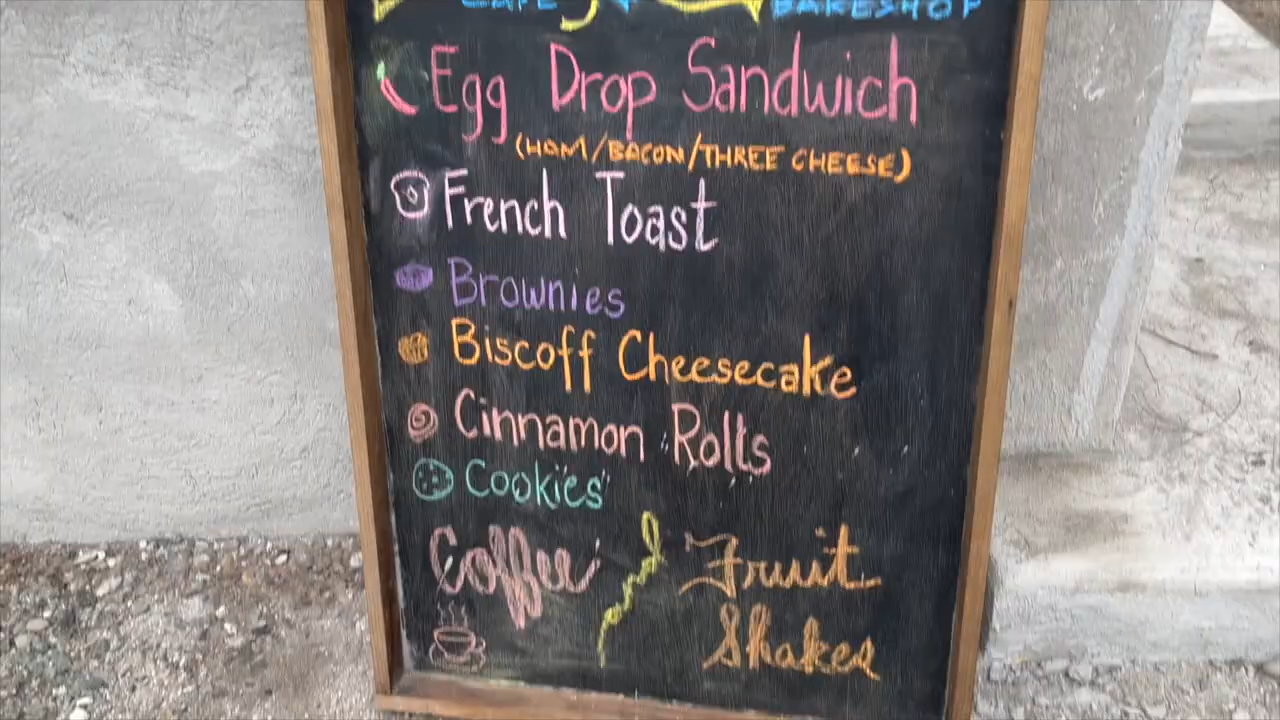 CAFE BAKESHOP
Egg Drop Sandwich
(HAM/BACON/THREE CHEESE)
French Toast
Brownies
Biscoff Cheesecake
Cinnamon Rolls
Cookies
Coffee
Fruit
Shakes